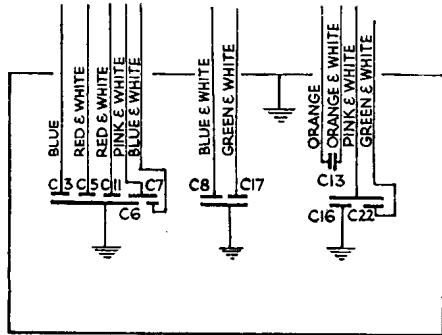 BLUE
RED & WHITE
RED & WHITE
PINK & WHITE
BLUE & WHITE
BLUE & WHITE
GREEN & WHITE
ORANGE
ORANGE & WHITE
PINK & WHITE
GREEN & WHITE
C13
C3 C5 C11 C7
C8 C17
C6
C16 C22